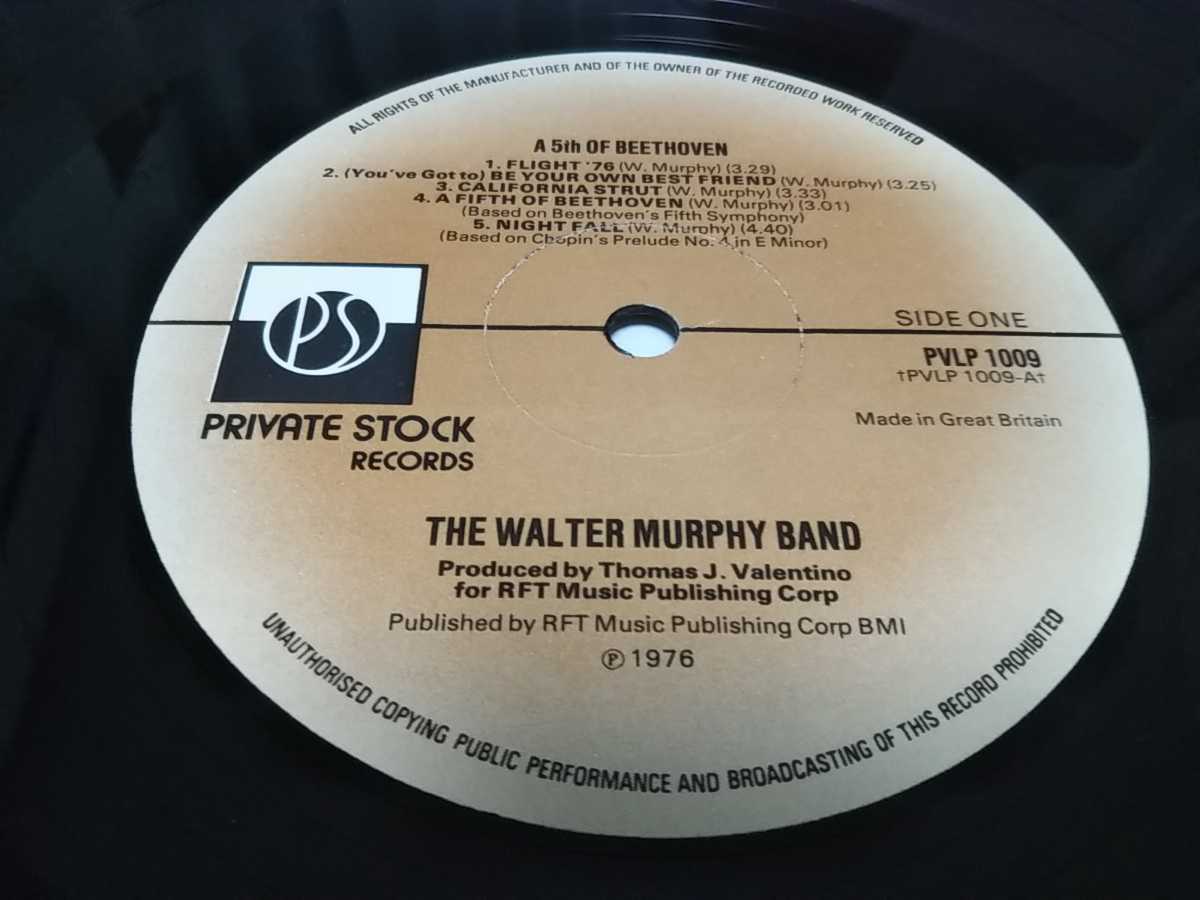 ALL RIGHTS OF THE MANUFACTURER AND OF THE OWNER OF THE RECORDED WORK RESERVED
A 5th OF BEETHOVEN
1. FLIGHT '76 (W. Murphy) (3.29)
2. (You've Got to) BE YOUR OWN BEST FRIEND (W. Murphy) (3.25)
3. CALIFORNIA STRUT (W. Murphy) (3.33)
4. A FIFTH OF BEETHOVEN (W. Murphy) (3.01)
(Based on Beethoven's Fifth Symphony)
5. NIGHT FALL (W. Murphy) (4.40)
(Based on Chopin's Prelude No. 4 in E Minor)
PS
PRIVATE STOCK
RECORDS
SIDE ONE
PVLP 1009
†PVLP 1009-A†
Made in Great Britain
THE WALTER MURPHY BAND
Produced by Thomas J. Valentino
for RFT Music Publishing Corp
Published by RFT Music Publishing Corp BMI
℗ 1976
UNAUTHORISED COPYING PUBLIC PERFORMANCE AND BROADCASTING OF THIS RECORD PROHIBITED